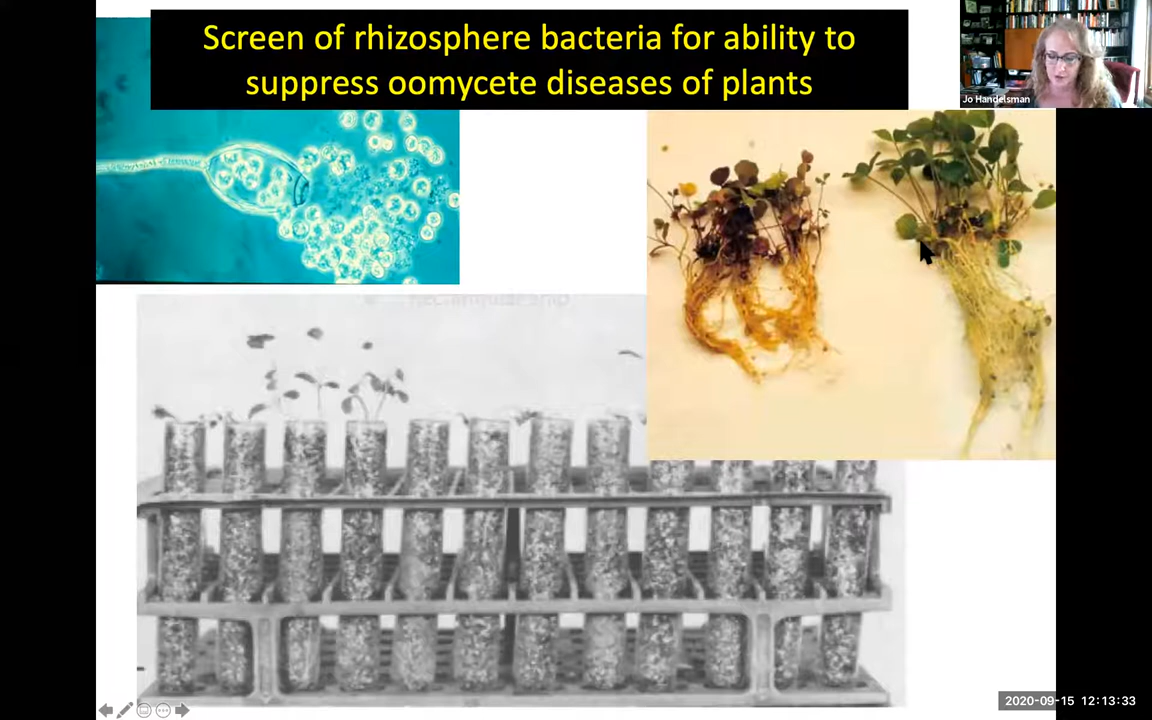 Screen of rhizosphere bacteria for ability to
suppress oomycete diseases of plants
Jo Handelsman
2020-09-15 12:13:33